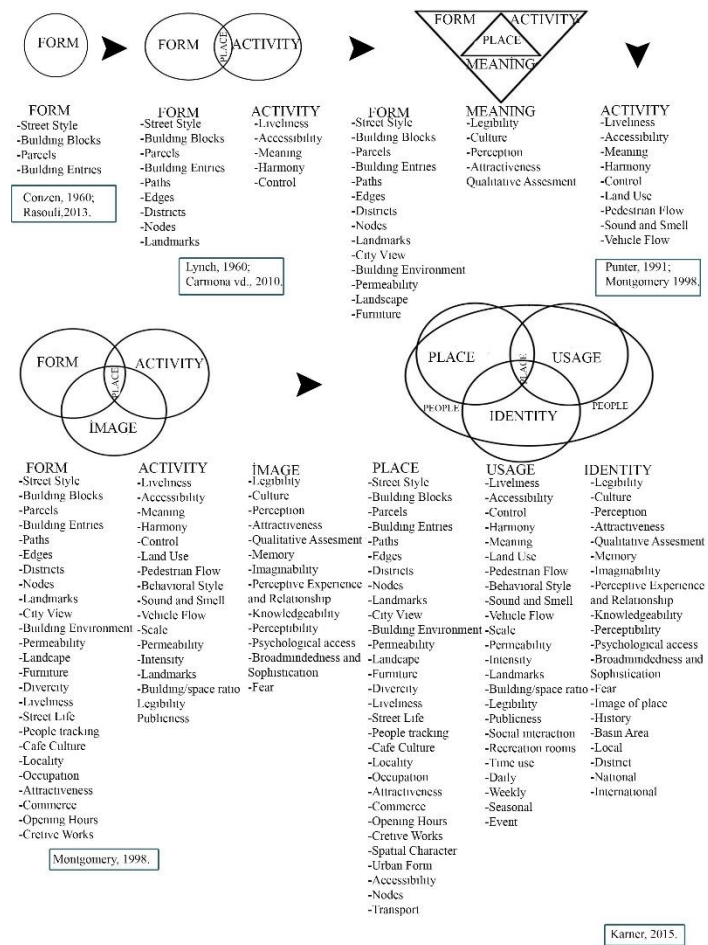 FORM
FORM
PLACE
ACTIVITY
FORM
ACTIVITY
PLACE
MEANİNG
FORM
-Street Style
-Building Blocks
-Parcels
-Building Entries
Conzen, 1960;
Rasouli,2013.
FORM
-Street Style
-Building Blocks
-Parcels
-Building Entries
-Paths
-Edges
-Districts
-Nodes
-Landmarks
ACTIVITY
-Liveliness
-Accessibility
-Meaning
-Harmony
-Control
Lynch, 1960;
Carmona vd., 2010.
FORM
-Street Style
-Building Blocks
-Parcels
-Building Entries
-Paths
-Edges
-Districts
-Nodes
-Landmarks
-City View
-Building Environment
-Permeability
-Landscape
-Furniture
MEANING
-Legibility
-Culture
-Perception
-Attractiveness
Qualitative Assesment
ACTIVITY
-Liveliness
-Accessibility
-Meaning
-Harmony
-Control
-Land Use
-Pedestrian Flow
-Sound and Smell
-Vehicle Flow
Punter, 1991;
Montgomery 1998.
FORM
ACTIVITY
PLACE
İMAGE
PLACE
USAGE
PLACE
PEOPLE
PEOPLE
IDENTITY
FORM
-Street Style
-Building Blocks
-Parcels
-Building Entries
-Paths
-Edges
-Districts
-Nodes
-Landmarks
-City View
-Building Environment
-Permeability
-Landcape
-Furniture
-Divercity
-Liveliness
-Street Life
-People tracking
-Cafe Culture
-Locality
-Occupation
-Attractiveness
-Commerce
-Opening Hours
-Cretive Works
ACTIVITY
-Liveliness
-Accessibility
-Meaning
-Harmony
-Control
-Land Use
-Pedestrian Flow
-Behavioral Style
-Sound and Smell
-Vehicle Flow
-Scale
-Permeability
-Intensity
-Landmarks
-Building/space ratio
Legibility
Publicness
İMAGE
-Legibility
-Culture
-Perception
-Attractiveness
-Qualitative Assesment
-Memory
-Imaginability
-Perceptive Experience
and Relationship
-Knowledgeability
-Perceptibility
-Psychological access
-Broadmindedness and
Sophistication
-Fear
Montgomery, 1998.
PLACE
-Street Style
-Building Blocks
-Parcels
-Building Entries
-Paths
-Edges
-Districts
-Nodes
-Landmarks
-City View
-Building Environment
-Permeability
-Landcape
-Furniture
-Divercity
-Liveliness
-Street Life
-People tracking
-Cafe Culture
-Locality
-Occupation
-Attractiveness
-Commerce
-Opening Hours
-Cretive Works
-Spatial Character
-Urban Form
-Accessibility
-Nodes
-Transport
USAGE
-Liveliness
-Accessibility
-Control
-Harmony
-Meaning
-Land Use
-Pedestrian Flow
-Behavioral Style
-Sound and Smell
-Vehicle Flow
-Scale
-Permeability
-Intensity
-Landmarks
-Building/space ratio
-Legibility
-Publicness
-Social interaction
-Recreation rooms
-Time use
-Daily
-Weekly
-Seasonal
-Event
IDENTITY
-Legibility
-Culture
-Perception
-Attractiveness
-Qualitative Assesment
-Memory
-Imaginability
-Perceptive Experience
and Relationship
-Knowledgeability
-Perceptibility
-Psychological access
-Broadmindedness and
Sophistication
-Fear
-Image of place
-History
-Basin Area
-Local
-District
-National
-International
Karner, 2015.